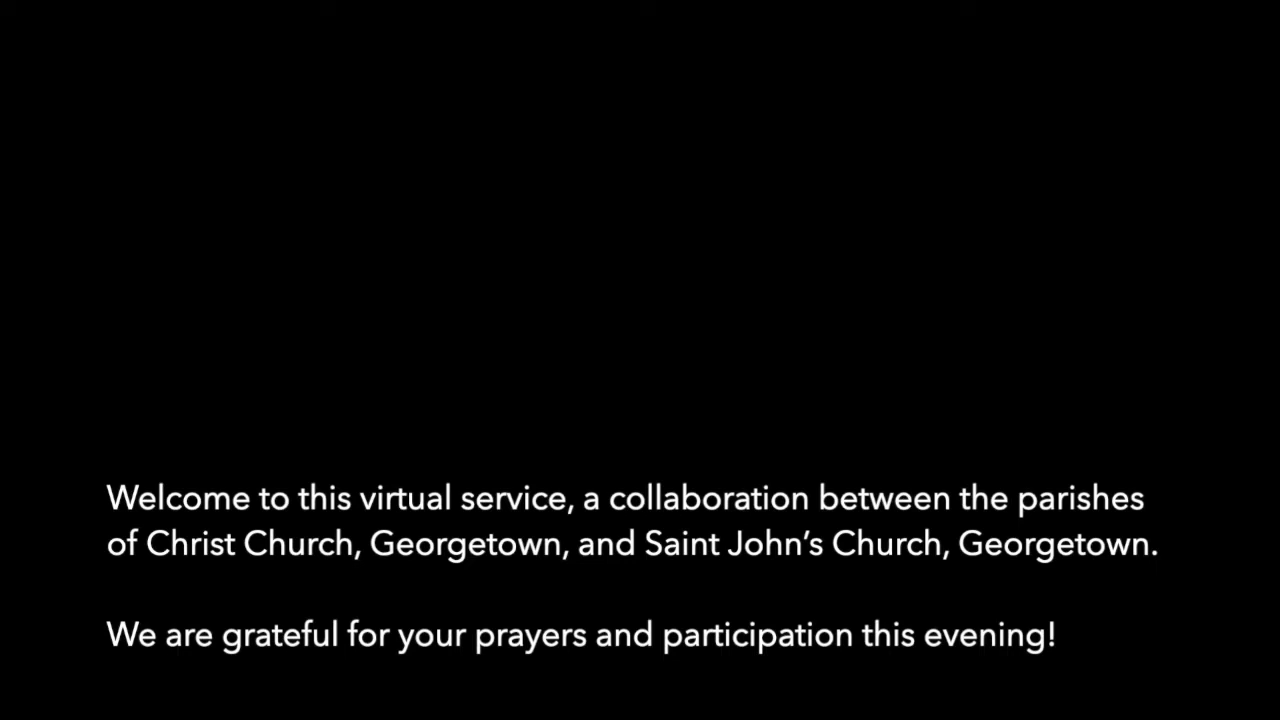 Welcome to this virtual service, a collaboration between the parishes
of Christ Church, Georgetown, and Saint John’s Church, Georgetown.
We are grateful for your prayers and participation this evening!